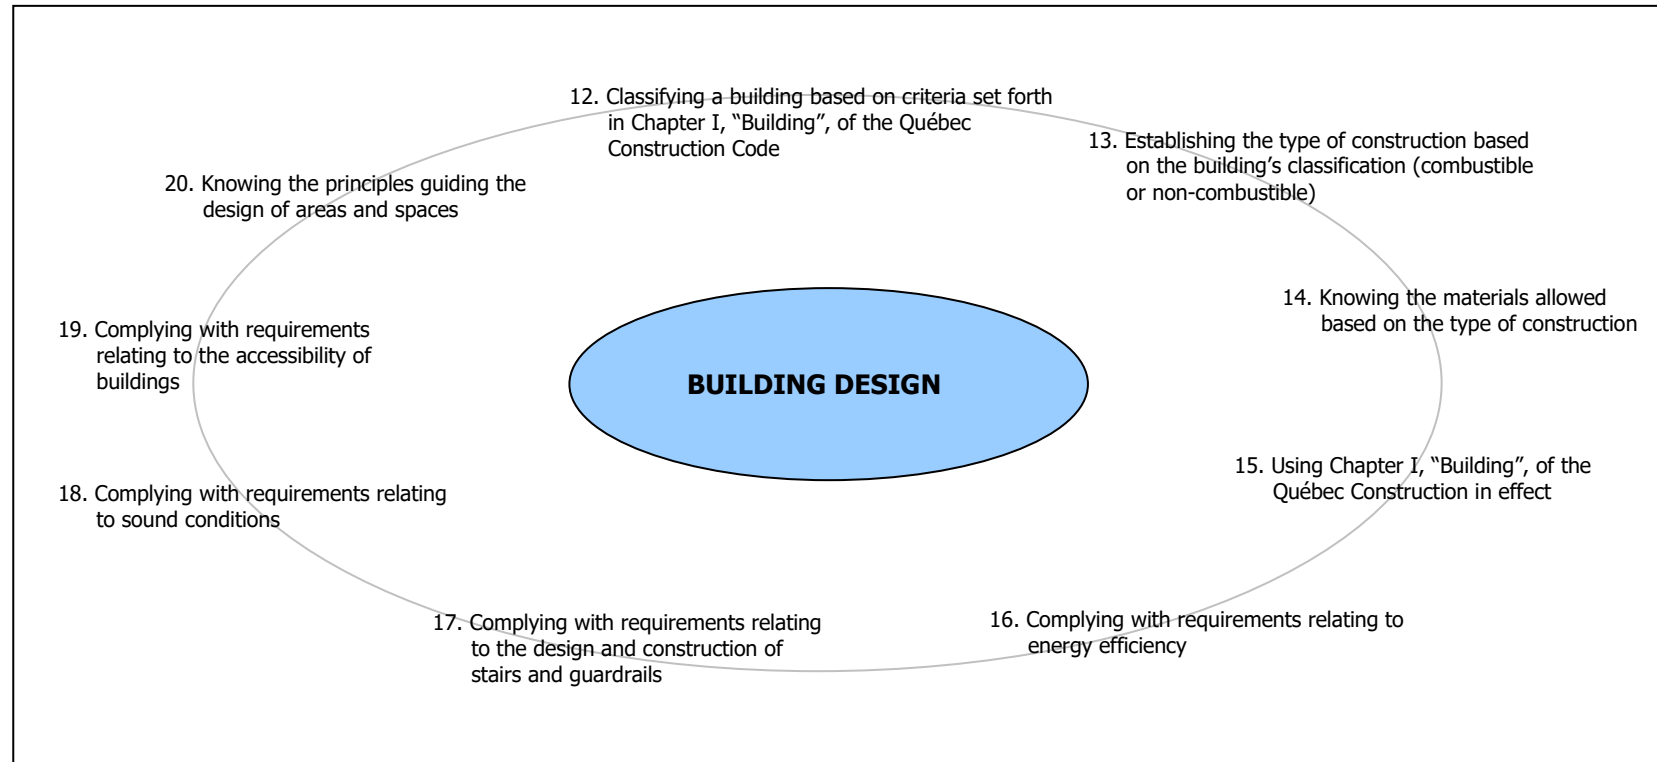 12. Classifying a building based on criteria set forth
in Chapter I, “Building”, of the Québec
Construction Code
13. Establishing the type of construction based
on the building’s classification (combustible
or non-combustible)
20. Knowing the principles guiding the
design of areas and spaces
14. Knowing the materials allowed
based on the type of construction
19. Complying with requirements
relating to the accessibility of
buildings
BUILDING DESIGN
15. Using Chapter I, “Building”, of the
Québec Construction in effect
18. Complying with requirements relating
to sound conditions
17. Complying with requirements relating
to the design and construction of
stairs and guardrails
16. Complying with requirements relating to
energy efficiency